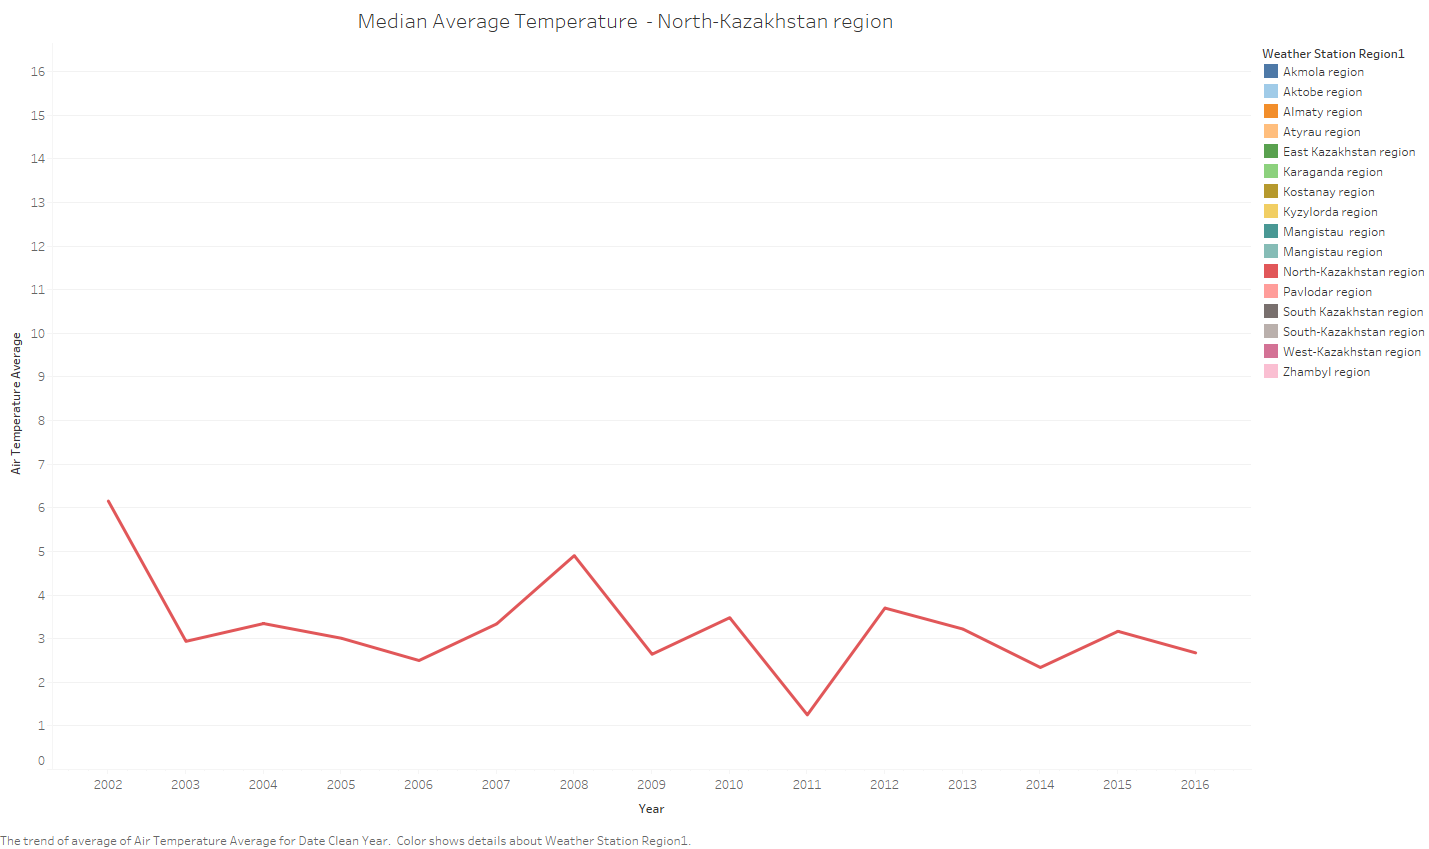 Median Average Temperature  - North-Kazakhstan region
Weather Station Region1
Akmola region
Aktobe region
Almaty region
Atyrau region
East Kazakhstan region
Karaganda region
Kostanay region
Kyzylorda region
Mangistau  region
Mangistau region
North-Kazakhstan region
Pavlodar region
South Kazakhstan region
South-Kazakhstan region
West-Kazakhstan region
Zhambyl region
Air Temperature Average
16
15
14
13
12
11
10
9
8
7
6
5
4
3
2
1
0
2002 2003 2004 2005 2006 2007 2008 2009 2010 2011 2012 2013 2014 2015 2016
Year
The trend of average of Air Temperature Average for Date Clean Year.  Color shows details about Weather Station Region1.